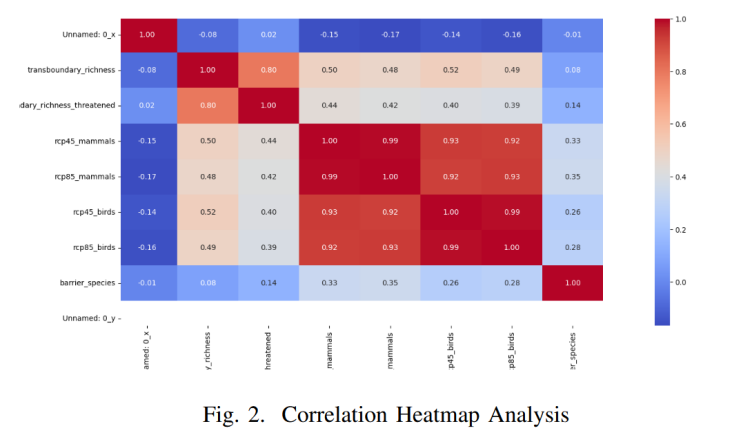 Unnamed: 0_x 1.00 -0.08 0.02 -0.15 -0.17 -0.14 -0.16 -0.01
transboundary_richness -0.08 1.00 0.80 0.50 0.48 0.52 0.49 0.08
dary_richness_threatened 0.02 0.80 1.00 0.44 0.42 0.40 0.39 0.14
rcp45_mammals -0.15 0.50 0.44 1.00 0.99 0.93 0.92 0.33
rcp85_mammals -0.17 0.48 0.42 0.99 1.00 0.92 0.93 0.35
rcp45_birds -0.14 0.52 0.40 0.93 0.92 1.00 0.99 0.26
rcp85_birds -0.16 0.49 0.39 0.92 0.93 0.99 1.00 0.28
barrier_species -0.01 0.08 0.14 0.33 0.35 0.26 0.28 1.00
Unnamed: 0_y
amed: 0_x
y_richness
hreatened
mammals
mammals
p45_birds
p85_birds
er_species
1.0
0.8
0.6
0.4
0.2
0.0
Fig. 2. Correlation Heatmap Analysis